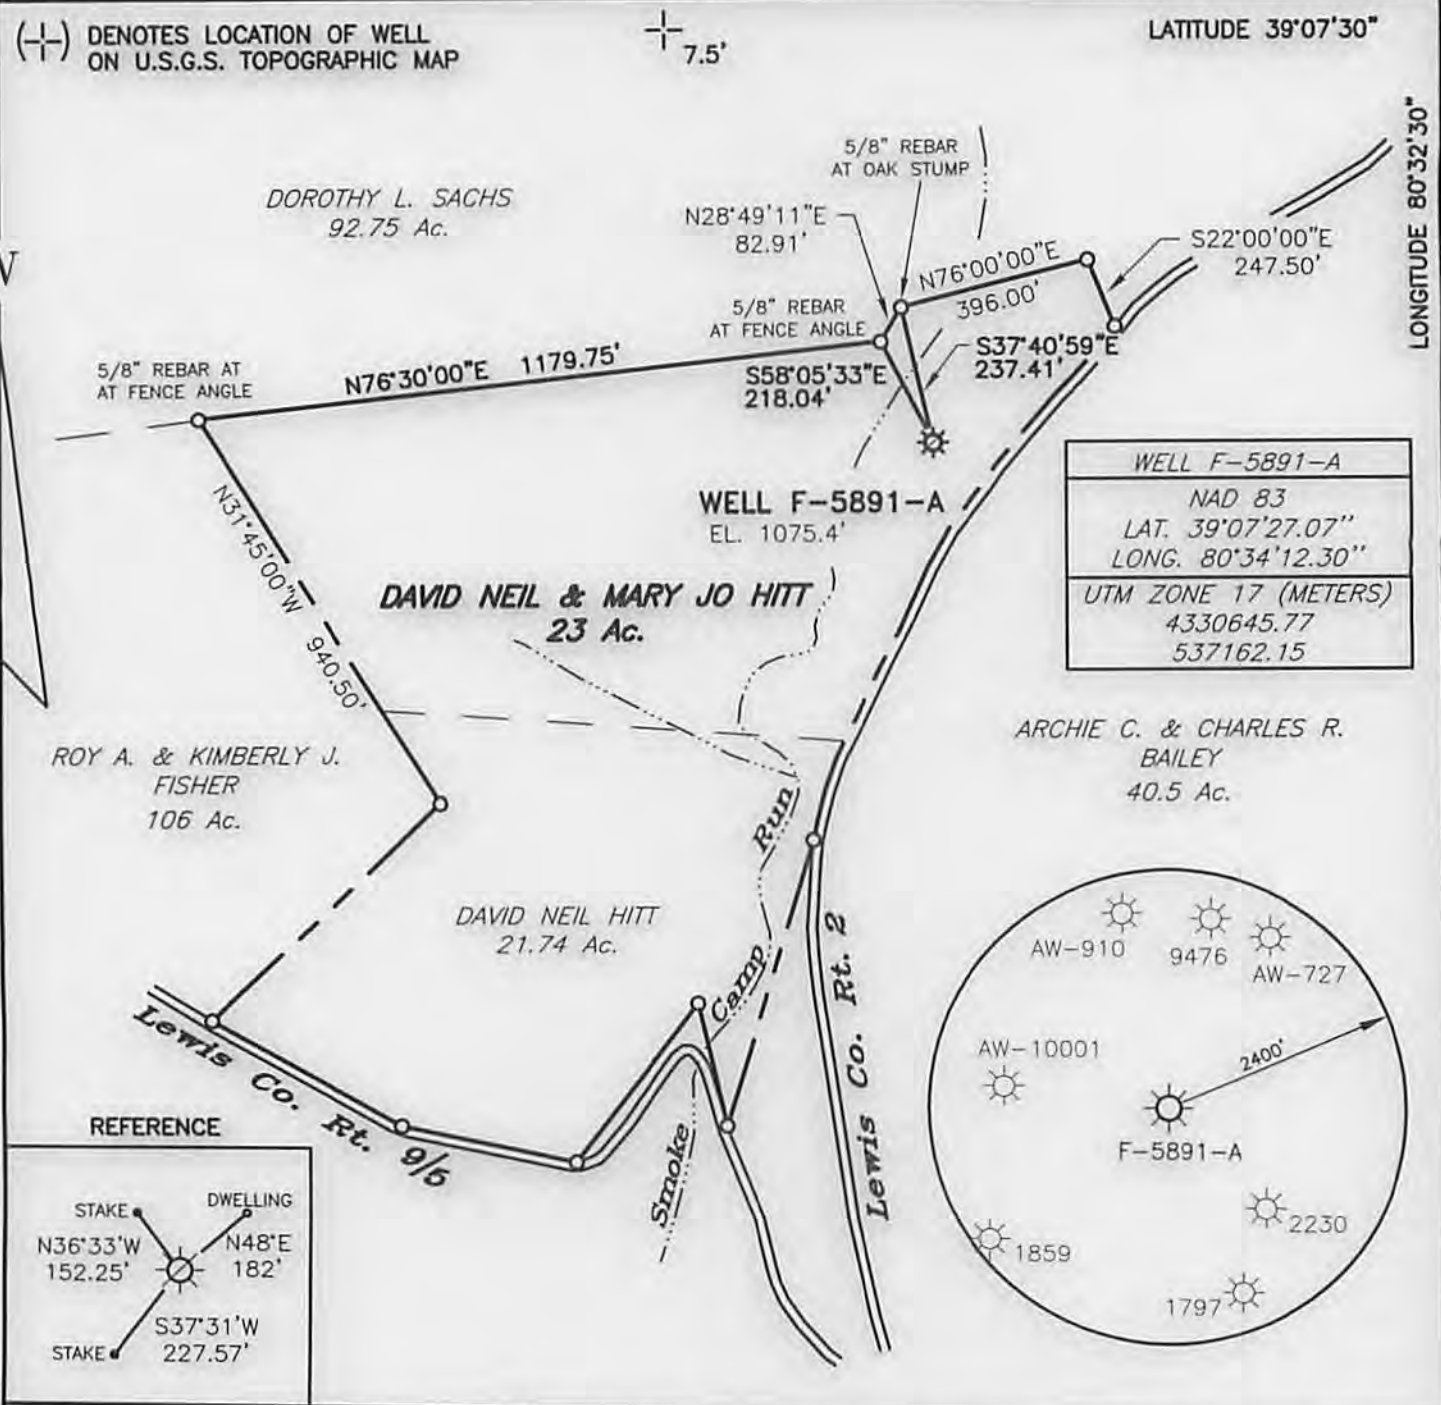 (-¦-) DENOTES LOCATION OF WELL
ON U.S.G.S. TOPOGRAPHIC MAP
7.5'
LATITUDE 39°07'30"
LONGITUDE 80°32'30"
DOROTHY L. SACHS
92.75 Ac.
5/8" REBAR
AT OAK STUMP
N28°49'11"E
82.91'
N76°00'00"E
396.00'
S22°00'00"E
247.50'
5/8" REBAR
AT FENCE ANGLE
5/8" REBAR AT
AT FENCE ANGLE
N76°30'00"E 1179.75'
S58°05'33"E
218.04'
S37°40'59"E
237.41'
N31°45'00"W 940.50'
WELL F-5891-A
EL. 1075.4'
WELL F-5891-A
NAD 83
LAT. 39°07'27.07''
LONG. 80°34'12.30''
UTM ZONE 17 (METERS)
4330645.77
537162.15
DAVID NEIL & MARY JO HITT
23 Ac.
ROY A. & KIMBERLY J.
FISHER
106 Ac.
ARCHIE C. & CHARLES R.
BAILEY
40.5 Ac.
DAVID NEIL HITT
21.74 Ac.
Smoke Camp Run
Lewis Co. Rt. 2
Lewis Co. Rt. 9/6
AW-910
9476
AW-727
AW-10001
2400'
F-5891-A
2230
1859
1797
REFERENCE
STAKE
DWELLING
N36°33'W
152.25'
N48°E
182'
S37°31'W
227.57'
STAKE